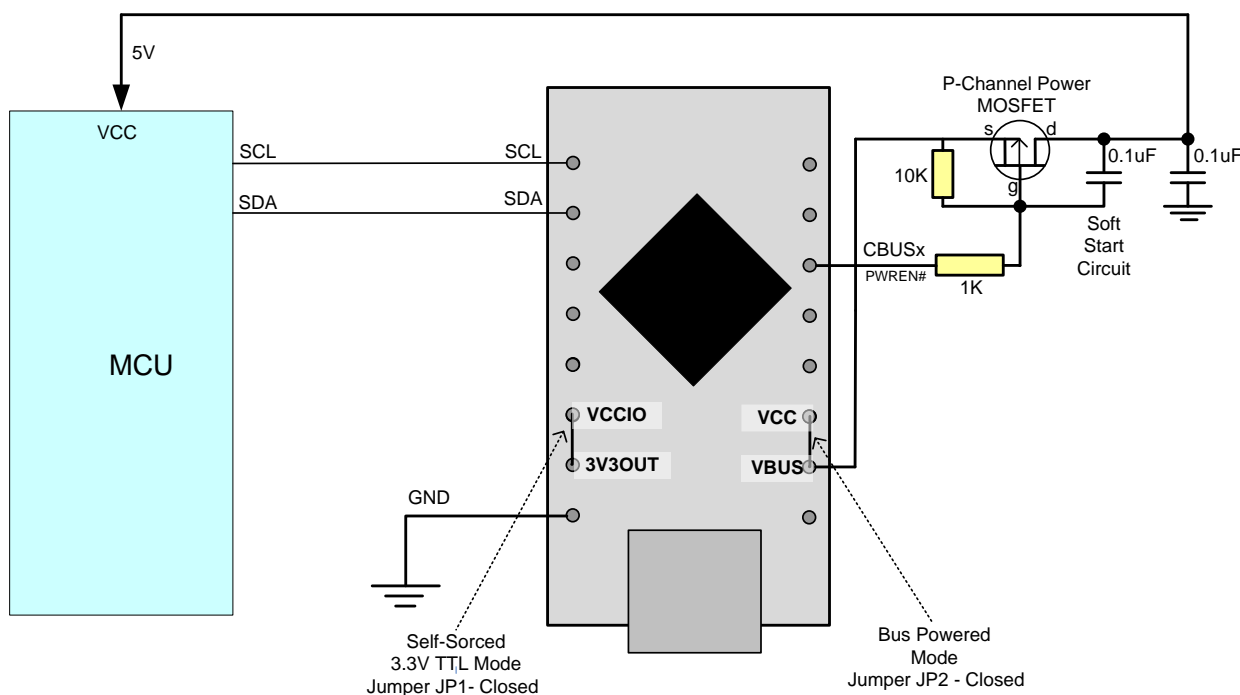 5V
P-Channel Power
MOSFET
VCC
s
d
SCL
SCL
0.1uF
0.1uF
10K
g
SDA
SDA
Soft
Start
Circuit
CBUSx
PWREN#
1K
MCU
VCCIO
VCC
3V3OUT
VBUS
GND
Self-Sorced
3.3V TTL Mode
Jumper JP1- Closed
Bus Powered
Mode
Jumper JP2 - Closed